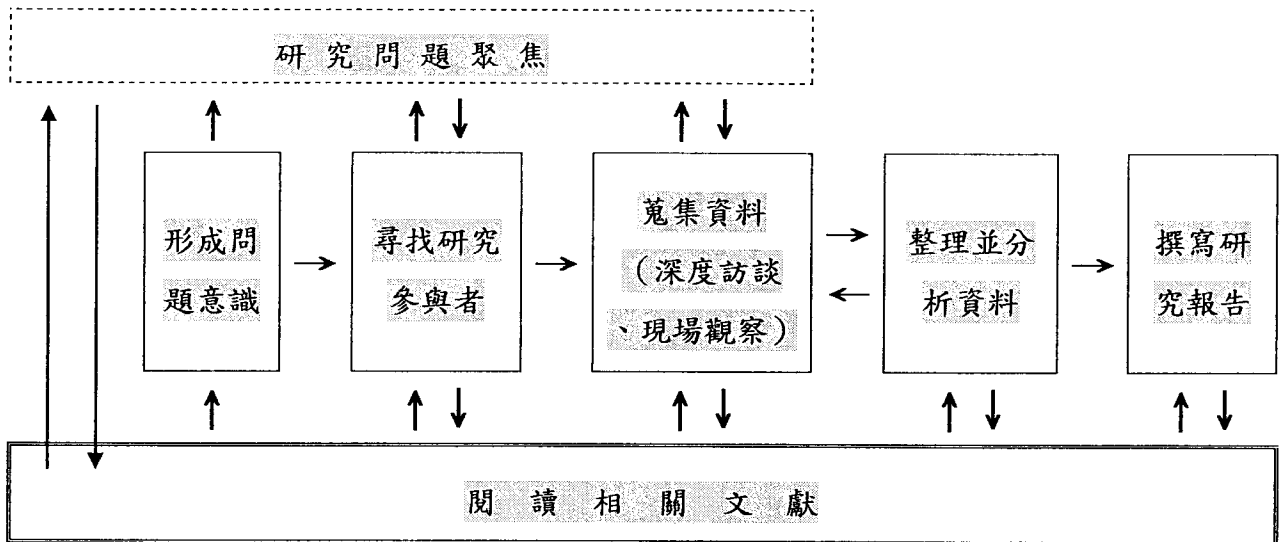 研究問題聚焦
形成問
題意識
尋找研究
參與者
蒐集資料
(深度訪談
、現場觀察)
整理並分
析資料
撰寫研
究報告
閱讀相關文獻